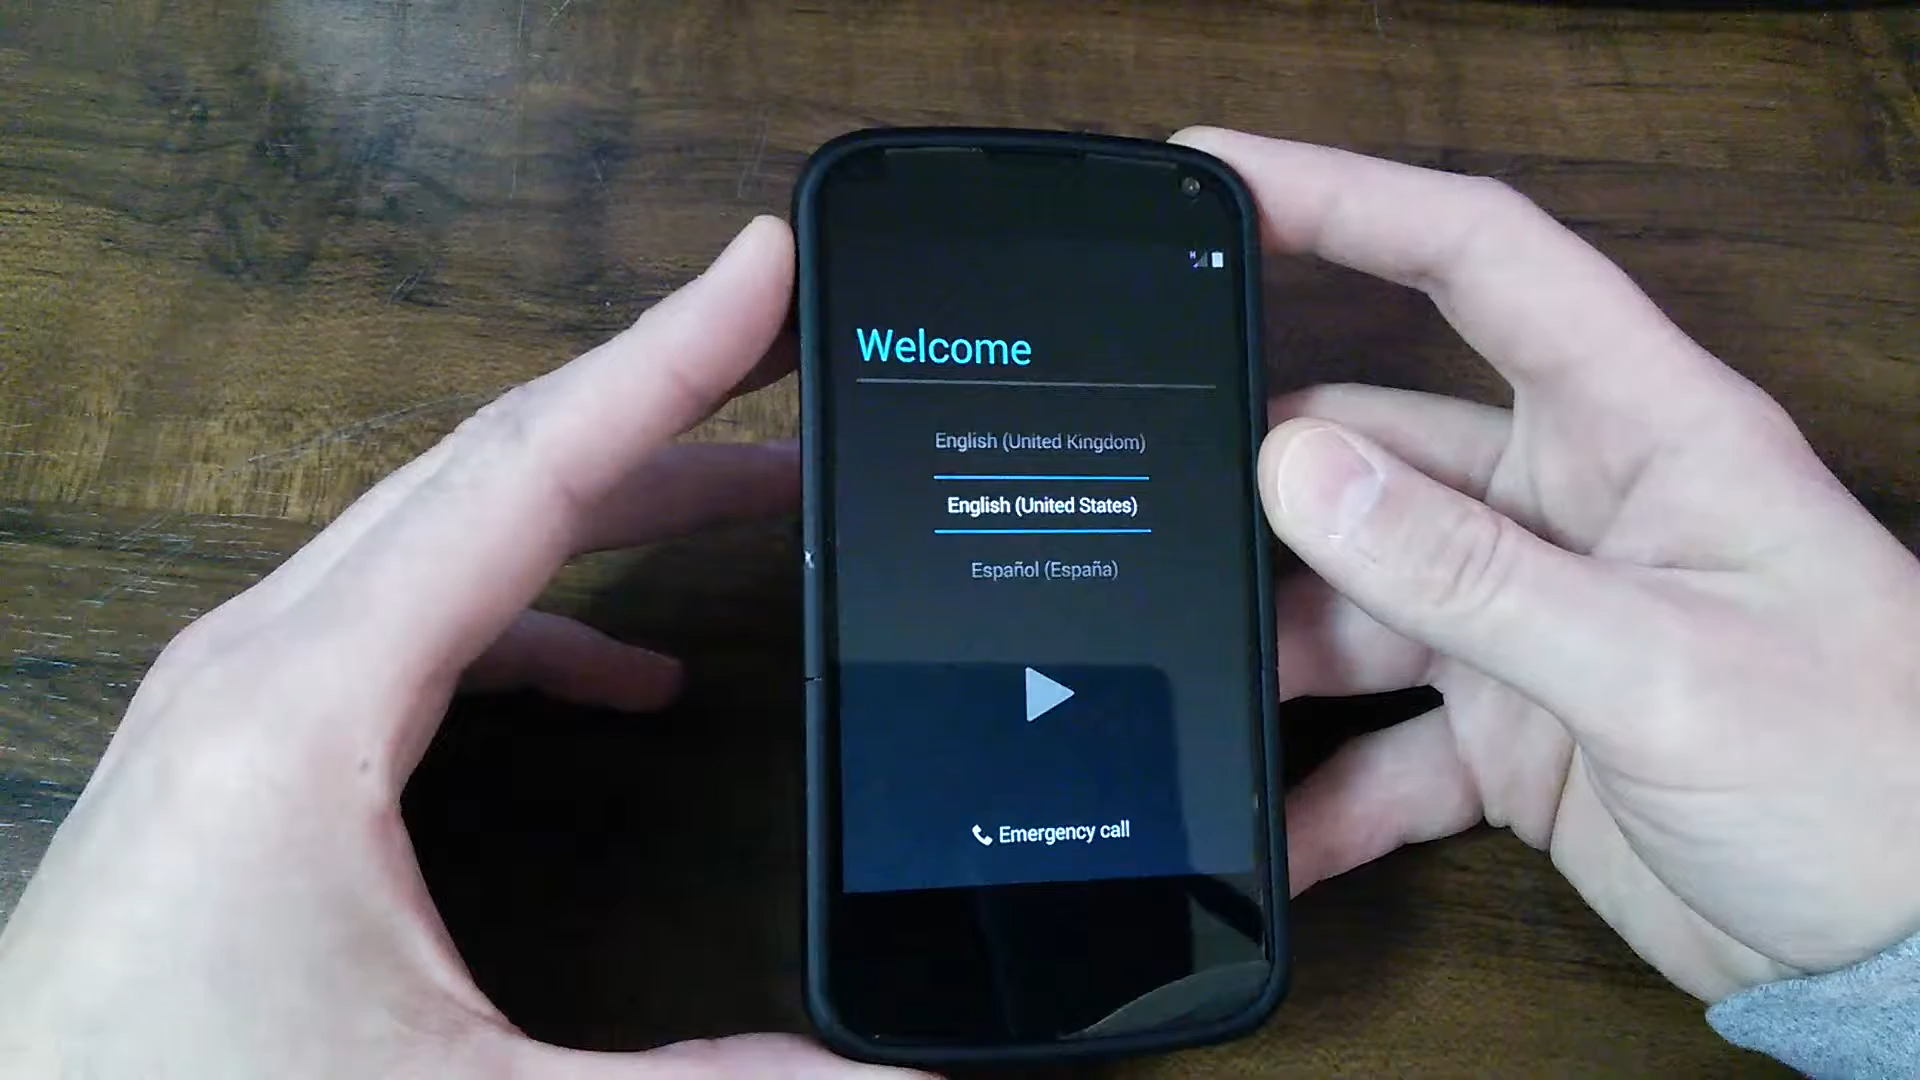 H
Welcome
English (United Kingdom)
English (United States)
Español (España)
Emergency call